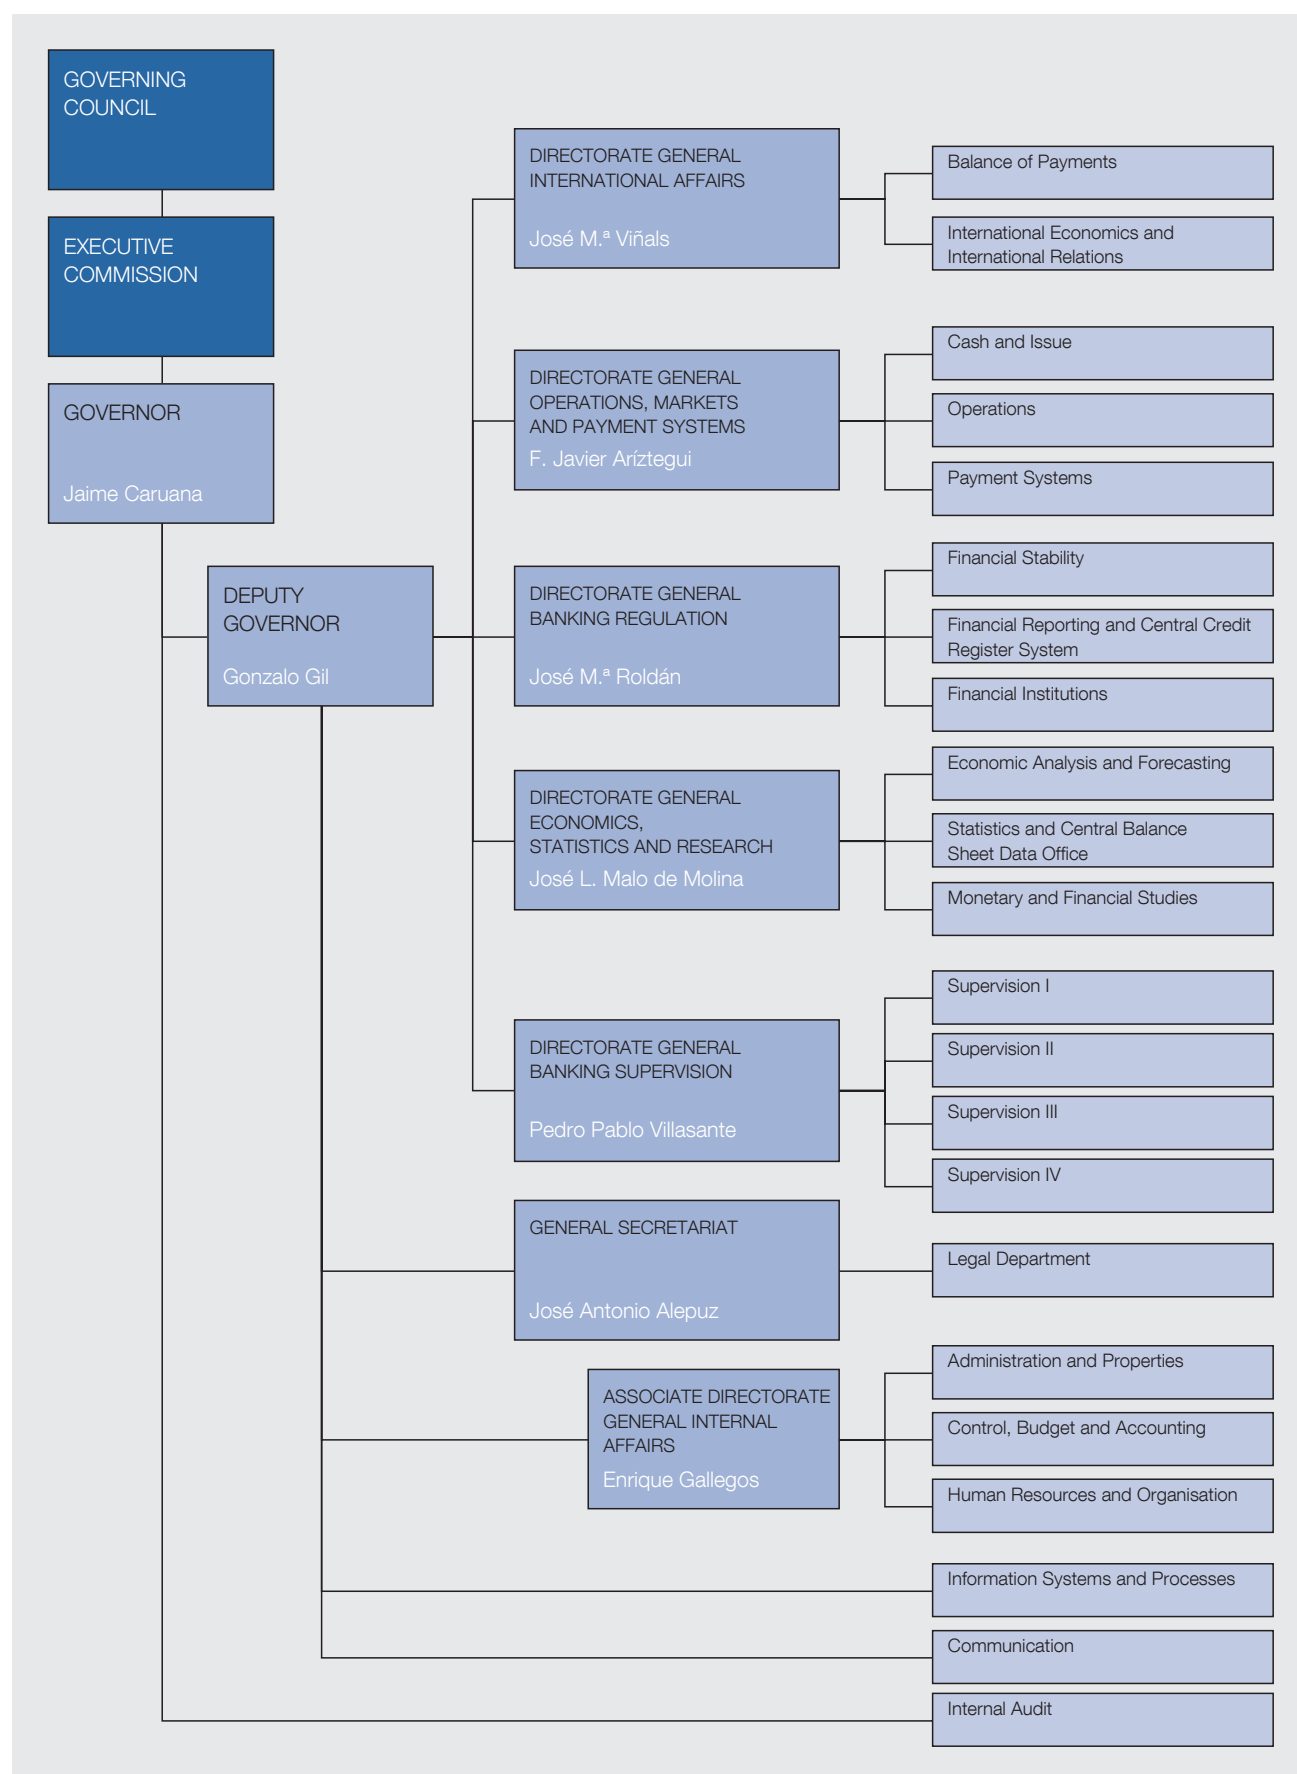 GOVERNING
COUNCIL
EXECUTIVE
COMMISSION
GOVERNOR
Jaime Caruana
DEPUTY
GOVERNOR
Gonzalo Gil
DIRECTORATE GENERAL
INTERNATIONAL AFFAIRS
José M.ª Viñals
Balance of Payments
International Economics and
International Relations
DIRECTORATE GENERAL
OPERATIONS, MARKETS
AND PAYMENT SYSTEMS
F. Javier Aríztegui
Cash and Issue
Operations
Payment Systems
DIRECTORATE GENERAL
BANKING REGULATION
José M.ª Roldán
Financial Stability
Financial Reporting and Central Credit
Register System
Financial Institutions
DIRECTORATE GENERAL
ECONOMICS,
STATISTICS AND RESEARCH
José L. Malo de Molina
Economic Analysis and Forecasting
Statistics and Central Balance
Sheet Data Office
Monetary and Financial Studies
DIRECTORATE GENERAL
BANKING SUPERVISION
Pedro Pablo Villasante
Supervision I
Supervision II
Supervision III
Supervision IV
GENERAL SECRETARIAT
José Antonio Alepuz
Legal Department
ASSOCIATE DIRECTORATE
GENERAL INTERNAL
AFFAIRS
Enrique Gallegos
Administration and Properties
Control, Budget and Accounting
Human Resources and Organisation
Information Systems and Processes
Communication
Internal Audit